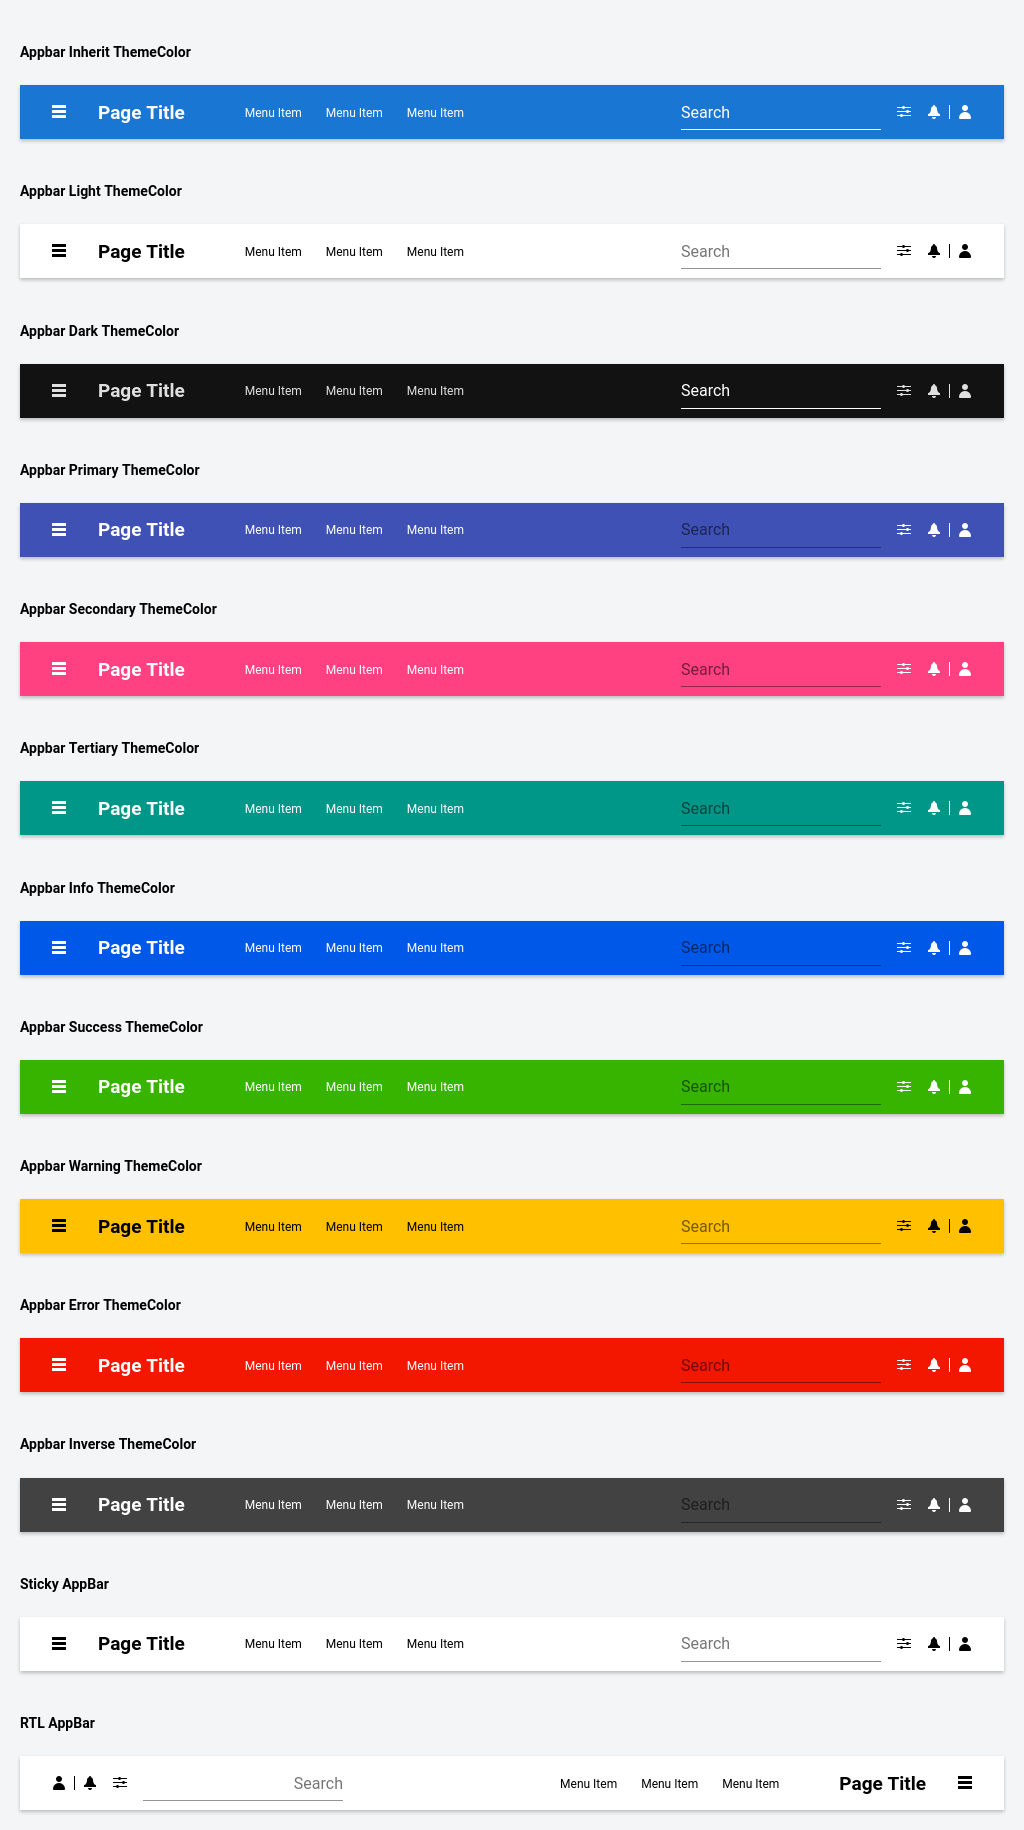 Appbar Inherit ThemeColor
Page Title Menu Item Menu Item Menu Item Search
Appbar Light ThemeColor
Page Title Menu Item Menu Item Menu Item Search
Appbar Dark ThemeColor
Page Title Menu Item Menu Item Menu Item Search
Appbar Primary ThemeColor
Page Title Menu Item Menu Item Menu Item Search
Appbar Secondary ThemeColor
Page Title Menu Item Menu Item Menu Item Search
Appbar Tertiary ThemeColor
Page Title Menu Item Menu Item Menu Item Search
Appbar Info ThemeColor
Page Title Menu Item Menu Item Menu Item Search
Appbar Success ThemeColor
Page Title Menu Item Menu Item Menu Item Search
Appbar Warning ThemeColor
Page Title Menu Item Menu Item Menu Item Search
Appbar Error ThemeColor
Page Title Menu Item Menu Item Menu Item Search
Appbar Inverse ThemeColor
Page Title Menu Item Menu Item Menu Item Search
Sticky AppBar
Page Title Menu Item Menu Item Menu Item Search
RTL AppBar
Search Menu Item Menu Item Menu Item Page Title